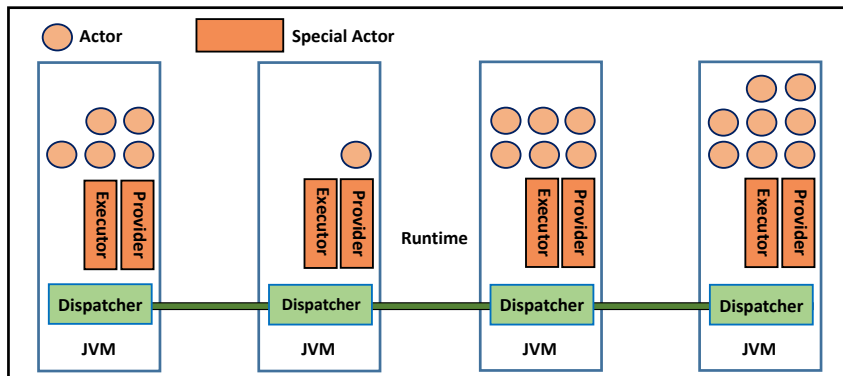 Actor
Special Actor
Executor
Provider
Executor
Provider
Executor
Provider
Executor
Provider
Runtime
Dispatcher
Dispatcher
Dispatcher
Dispatcher
JVM
JVM
JVM
JVM